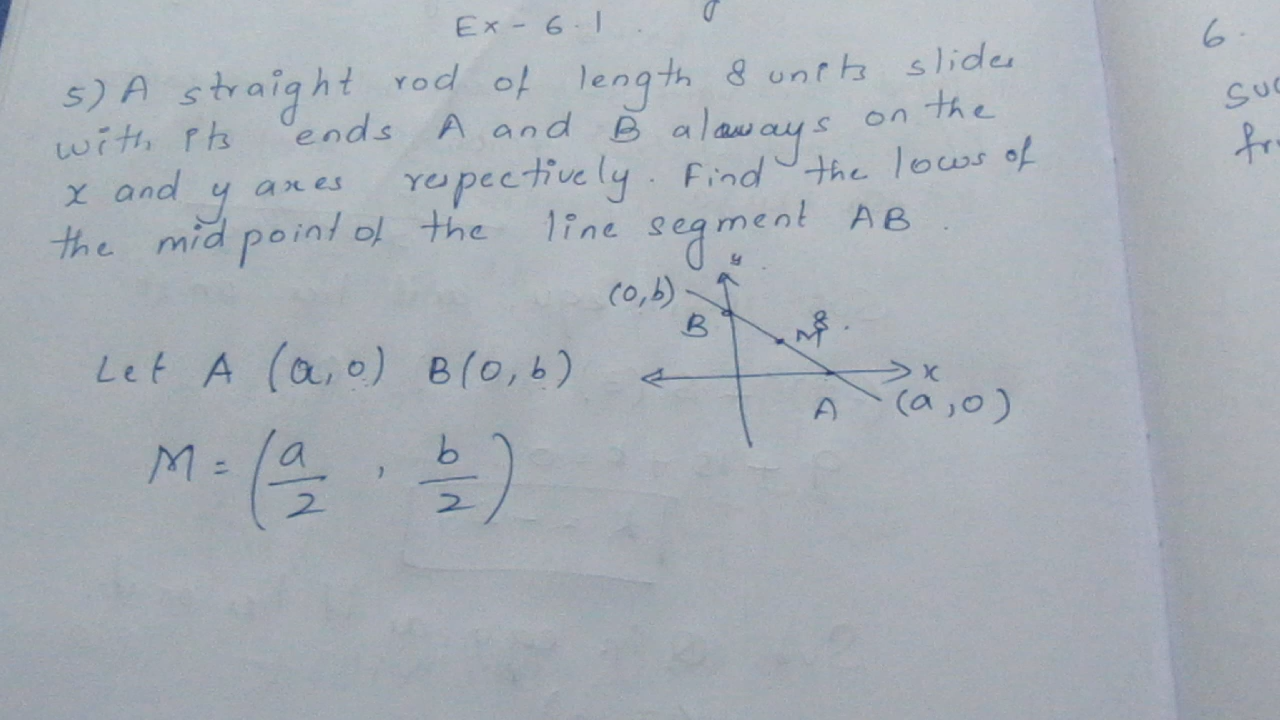 Ex - 6.1.
5) A straight rod of length 8 units slides
with its ends A and B always on the
x and y axes respectively. Find the locus of
the midpoint of the line segment AB.
y
(0,b)
B
M
8.
x
A
(a,0)
Let A (a,0) B(0,b)
M = (a/2, b/2)
6.